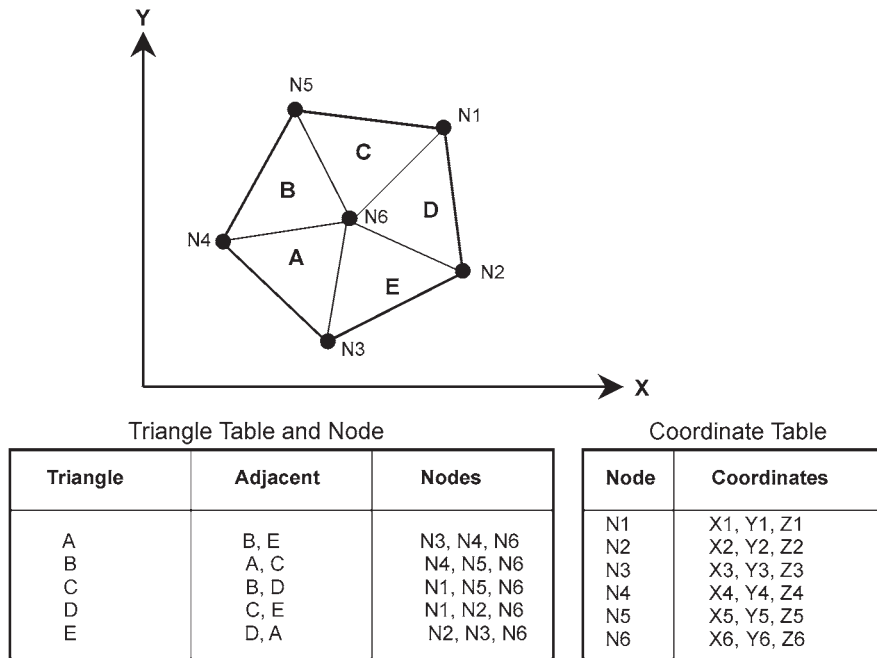 Y
N5
N1
C
B
D
N6
N4
A
N2
E
N3
X
Triangle Table and Node
Triangle Adjacent Nodes
A B, E N3, N4, N6
B A, C N4, N5, N6
C B, D N1, N5, N6
D C, E N1, N2, N6
E D, A N2, N3, N6
Coordinate Table
Node Coordinates
N1 X1, Y1, Z1
N2 X2, Y2, Z2
N3 X3, Y3, Z3
N4 X4, Y4, Z4
N5 X5, Y5, Z5
N6 X6, Y6, Z6